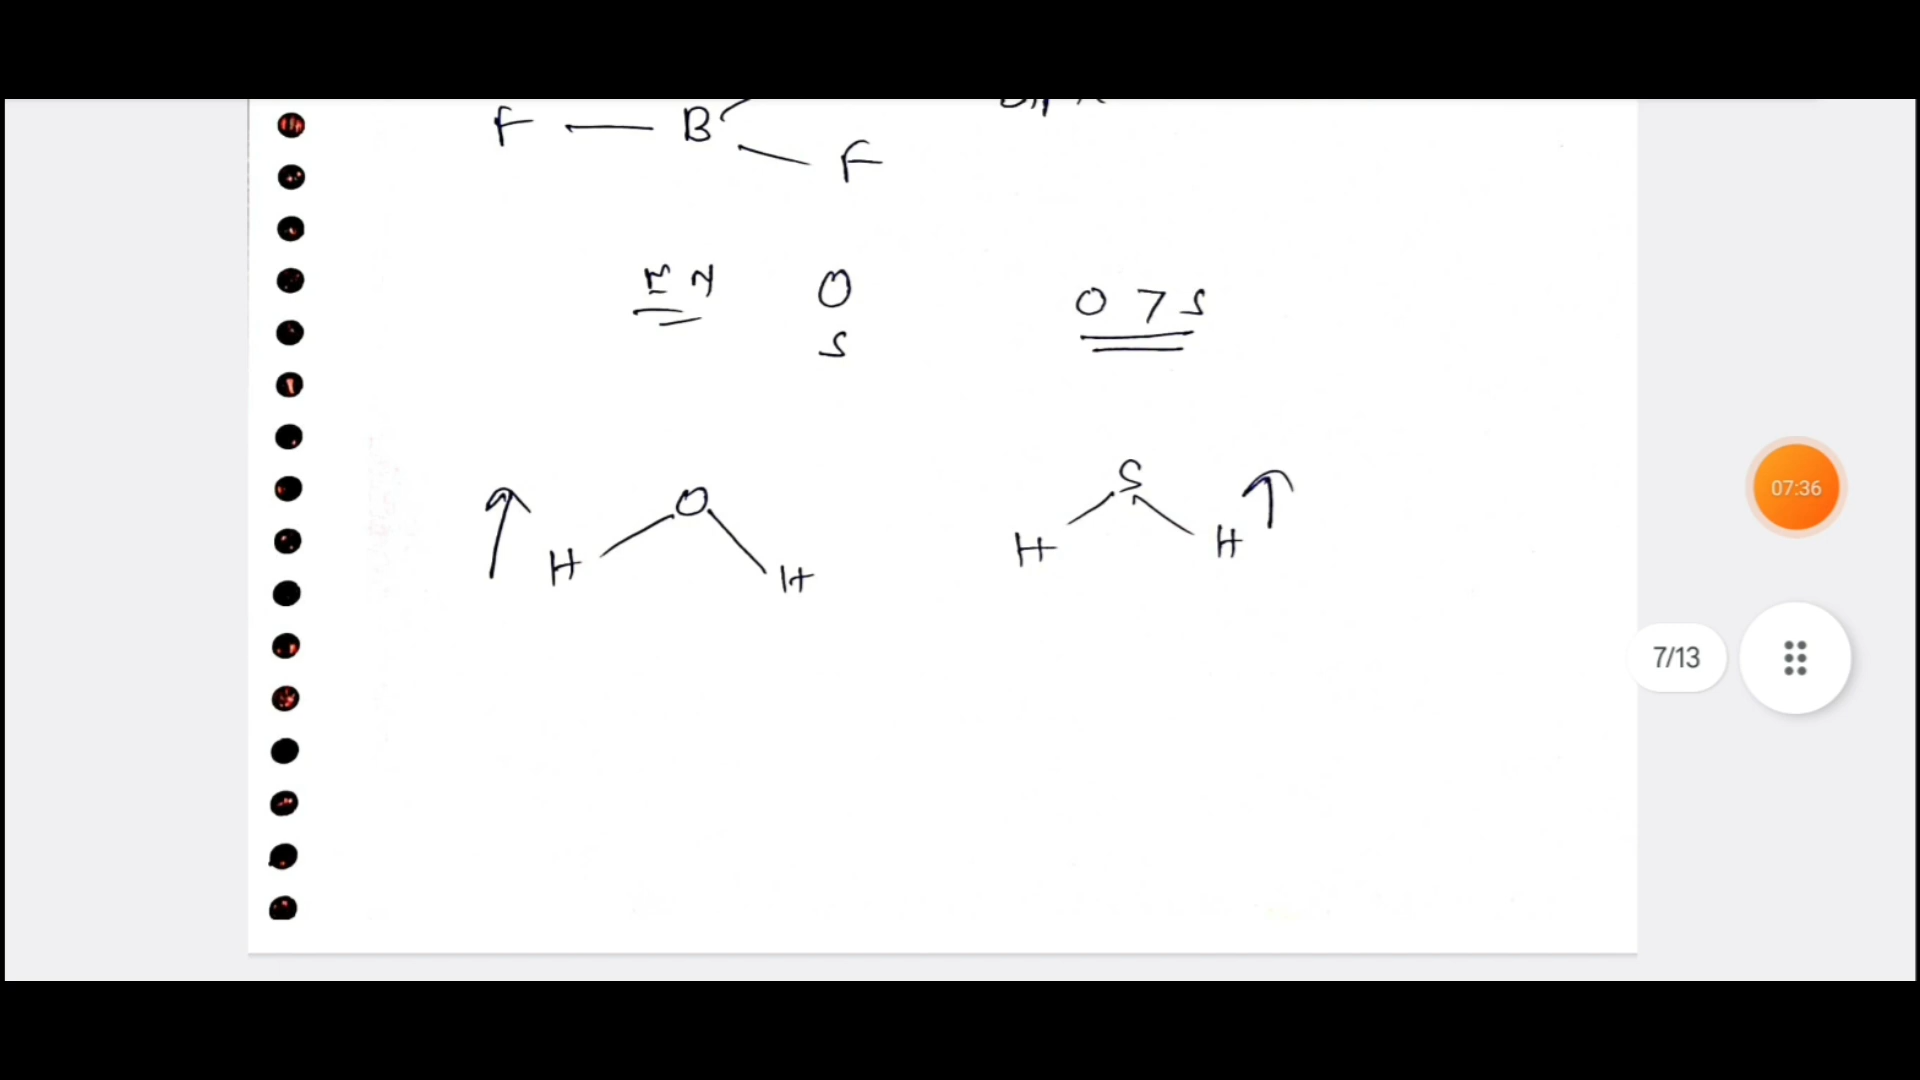 F — B
F
EN O O > S
S
O S
H H H H
07:36
7/13